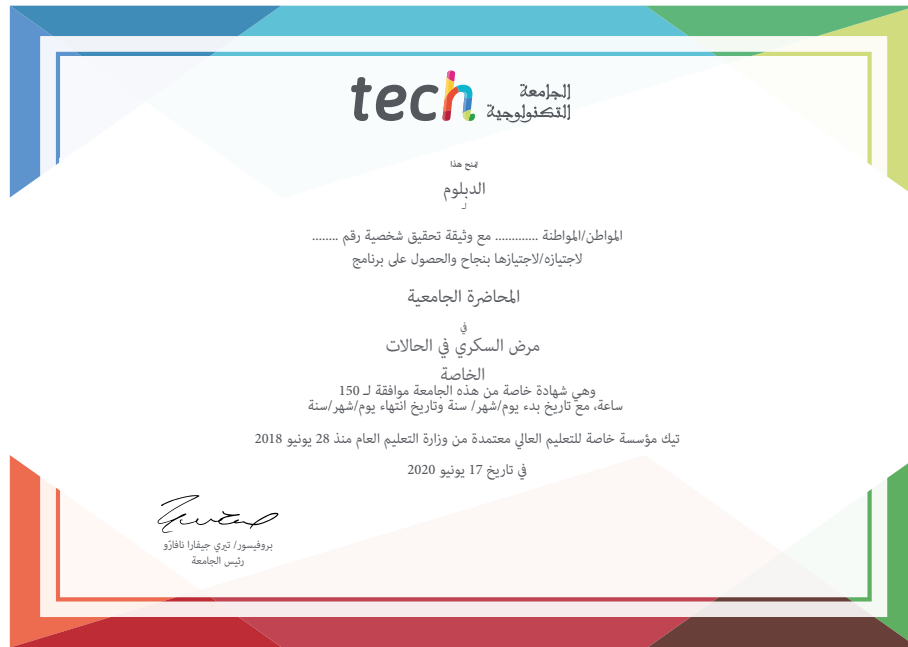 tech
الجامعة
التكنولوجية
يمنح هذا
الدبلوم
لـ
المواطن/المواطنة ............. مع وثيقة تحقيق شخصية رقم ........
لاجتيازه/لاجتيازها بنجاح والحصول على برنامج
المحاضرة الجامعية
في
مرض السكري في الحالات
الخاصة
وهي شهادة خاصة من هذه الجامعة موافقة لـ 150
ساعة، مع تاريخ بدء يوم/شهر/ سنة وتاريخ انتهاء يوم/شهر/سنة
تيك مؤسسة خاصة للتعليم العالي معتمدة من وزارة التعليم العام منذ 28 يونيو 2018
في تاريخ 17 يونيو 2020
بروفيسور/ تيري جيفارا نافارّو
رئيس الجامعة